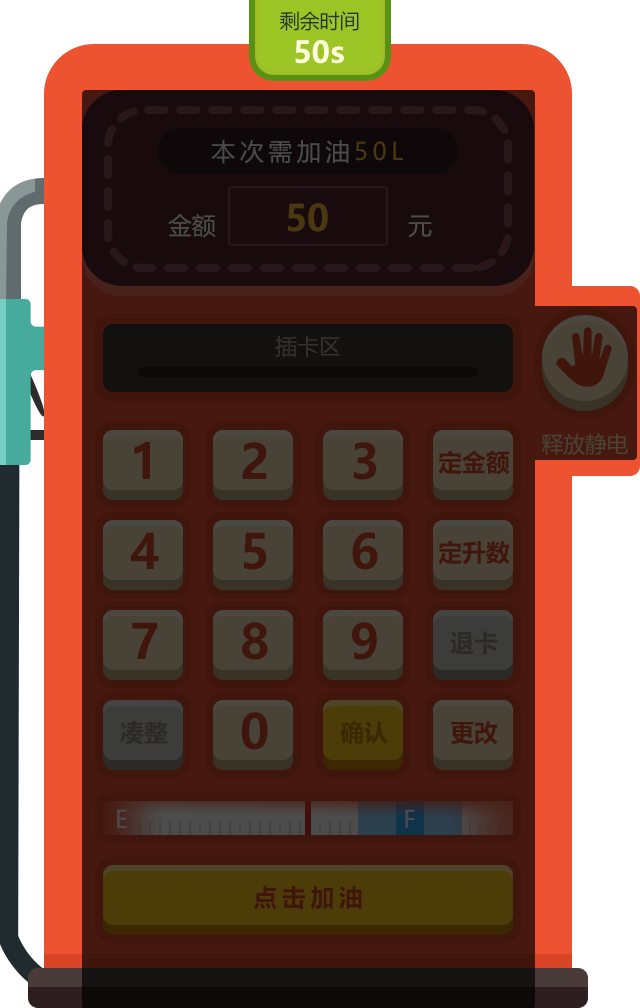 剩余时间
50s
本次需加油50L
金额 50 元
插卡区
释放静电
1 2 3 定金额
4 5 6 定升数
7 8 9 退卡
凑整 0 确认 更改
E F
点击加油